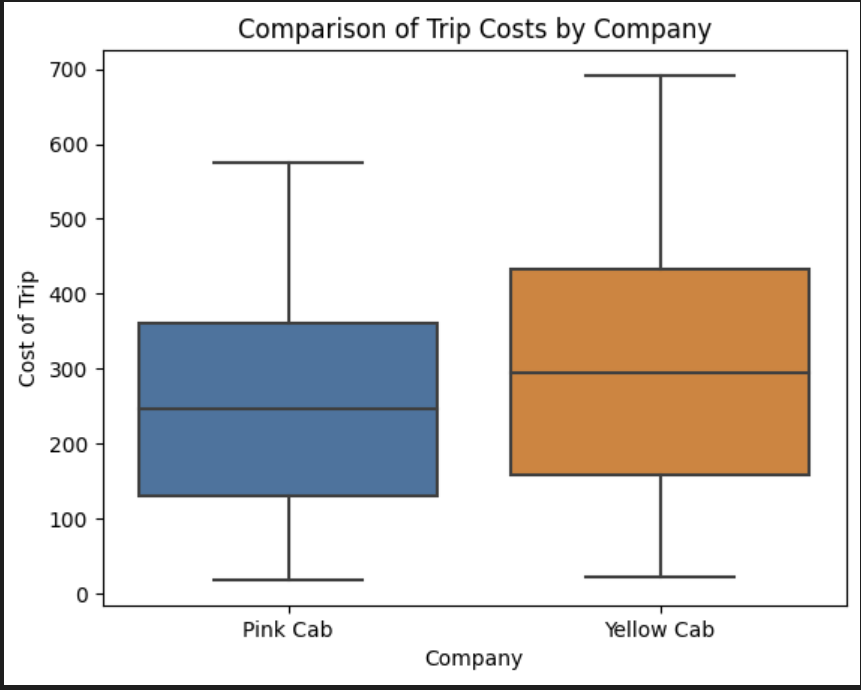 Comparison of Trip Costs by Company
700
600
500
400
300
200
100
0
Cost of Trip
Pink Cab
Yellow Cab
Company